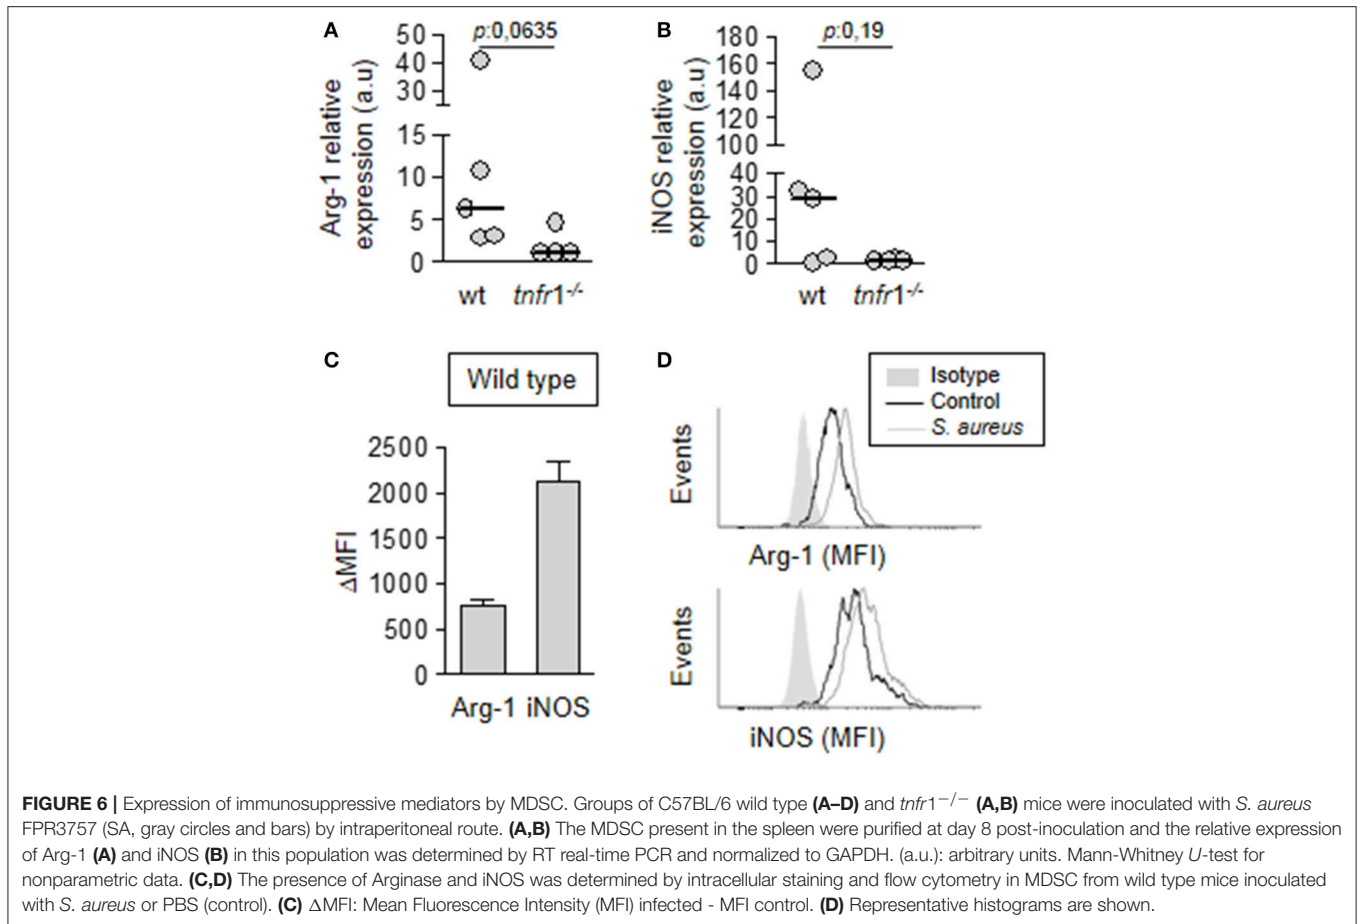 A
p:0,0635
50
40
30
15
10
5
0
Arg-1 relative
expression (a.u)
wt tnfr1-/-
B
p:0,19
180
160
140
120
100
40
30
20
10
0
iNOS relative
expression (a.u)
wt tnfr1-/-
C
Wild type
2500
2000
1500
1000
500
0
ΔMFI
Arg-1 iNOS
D
Isotype
Control
S. aureus
Events
Arg-1 (MFI)
Events
iNOS (MFI)
FIGURE 6 | Expression of immunosuppressive mediators by MDSC. Groups of C57BL/6 wild type (A–D) and tnfr1−/− (A,B) mice were inoculated with S. aureus
FPR3757 (SA, gray circles and bars) by intraperitoneal route. (A,B) The MDSC present in the spleen were purified at day 8 post-inoculation and the relative expression
of Arg-1 (A) and iNOS (B) in this population was determined by RT real-time PCR and normalized to GAPDH. (a.u.): arbitrary units. Mann-Whitney U-test for
nonparametric data. (C,D) The presence of Arginase and iNOS was determined by intracellular staining and flow cytometry in MDSC from wild type mice inoculated
with S. aureus or PBS (control). (C) ΔMFI: Mean Fluorescence Intensity (MFI) infected - MFI control. (D) Representative histograms are shown.